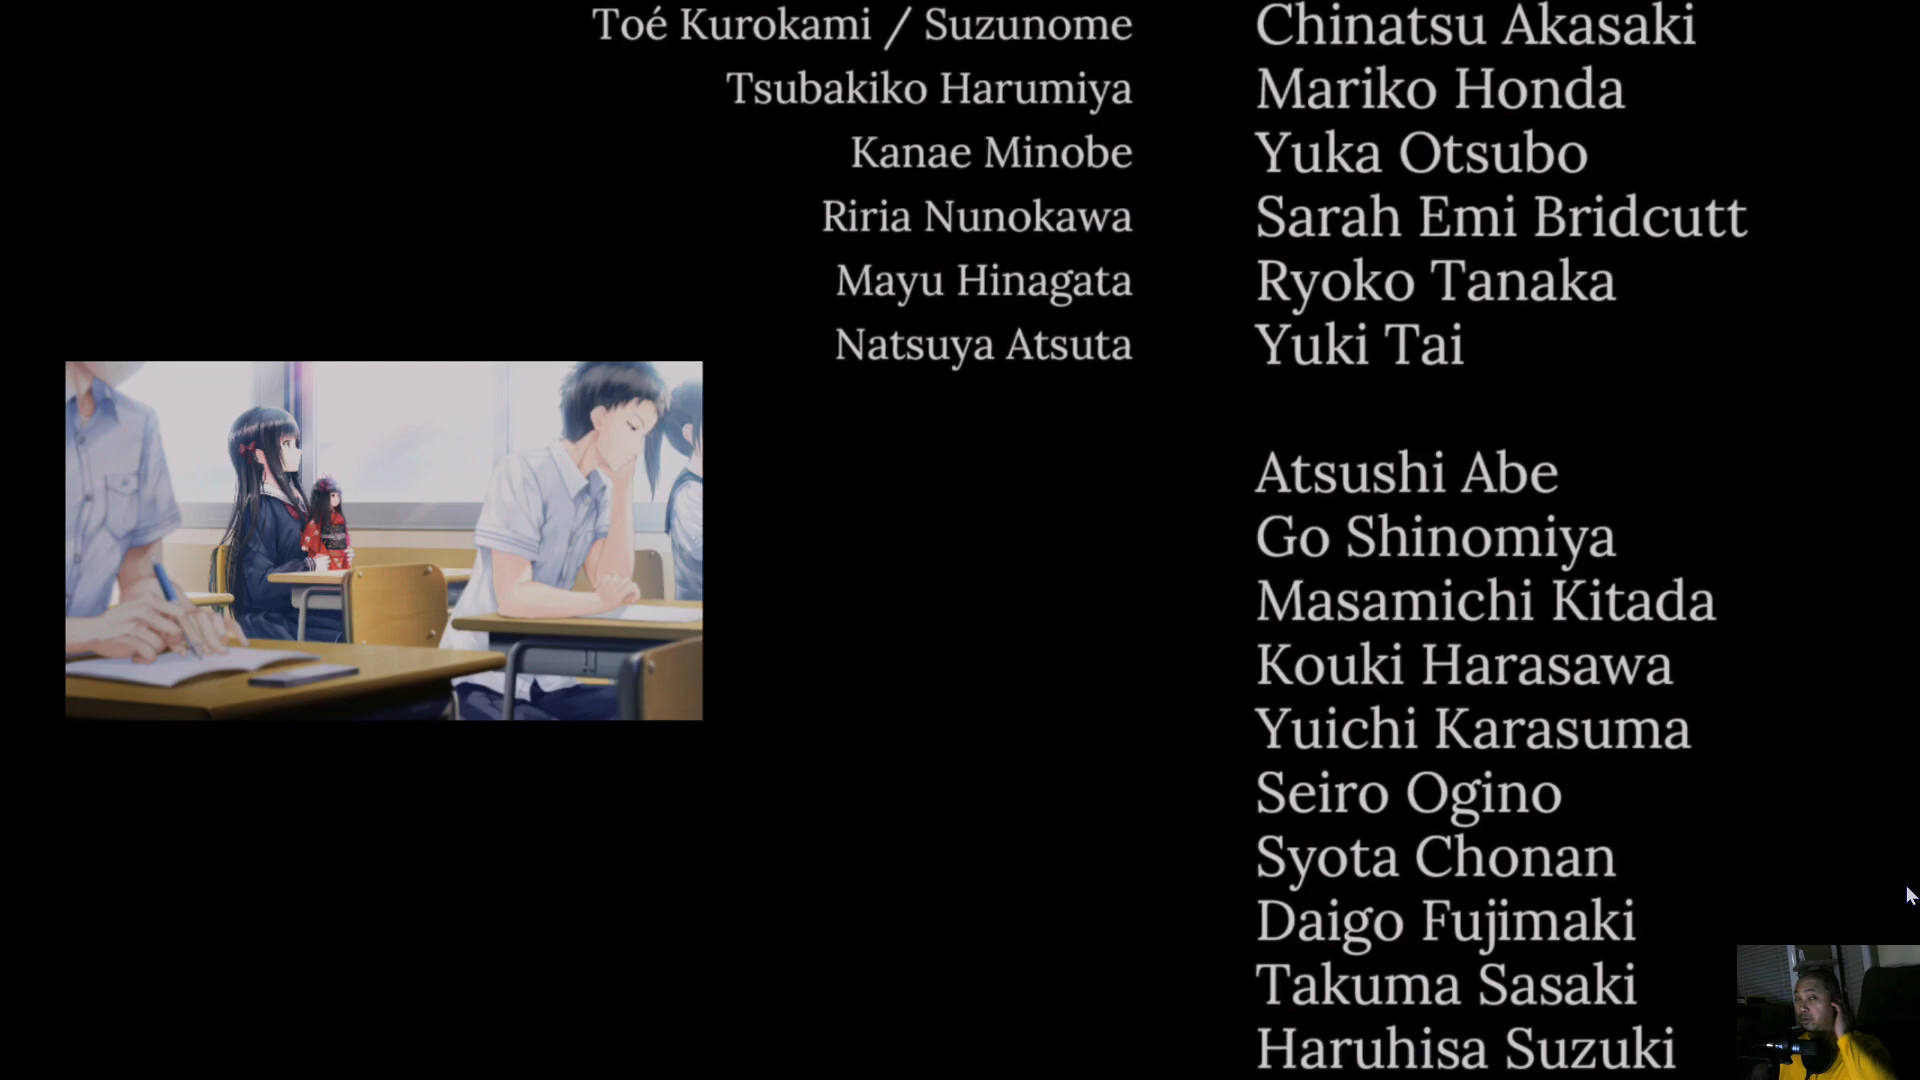 Toé Kurokami / Suzunome Chinatsu Akasaki
Tsubakiko Harumiya Mariko Honda
Kanae Minobe Yuka Otsubo
Riria Nunokawa Sarah Emi Bridcutt
Mayu Hinagata Ryoko Tanaka
Natsuya Atsuta Yuki Tai
Atsushi Abe
Go Shinomiya
Masamichi Kitada
Kouki Harasawa
Yuichi Karasuma
Seiro Ogino
Syota Chonan
Daigo Fujimaki
Takuma Sasaki
Haruhisa Suzuki